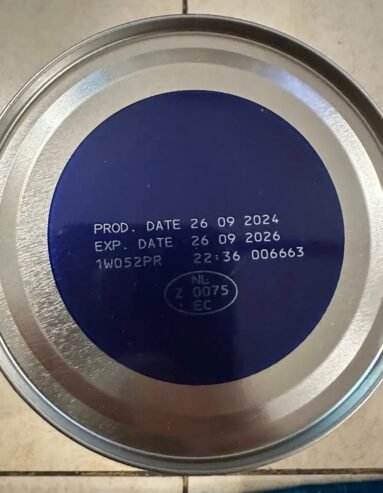 PROD. DATE 26 09 2024
EXP. DATE 26 09 2026
1W052PR 22:36 006663
NL
Z 0075
EC